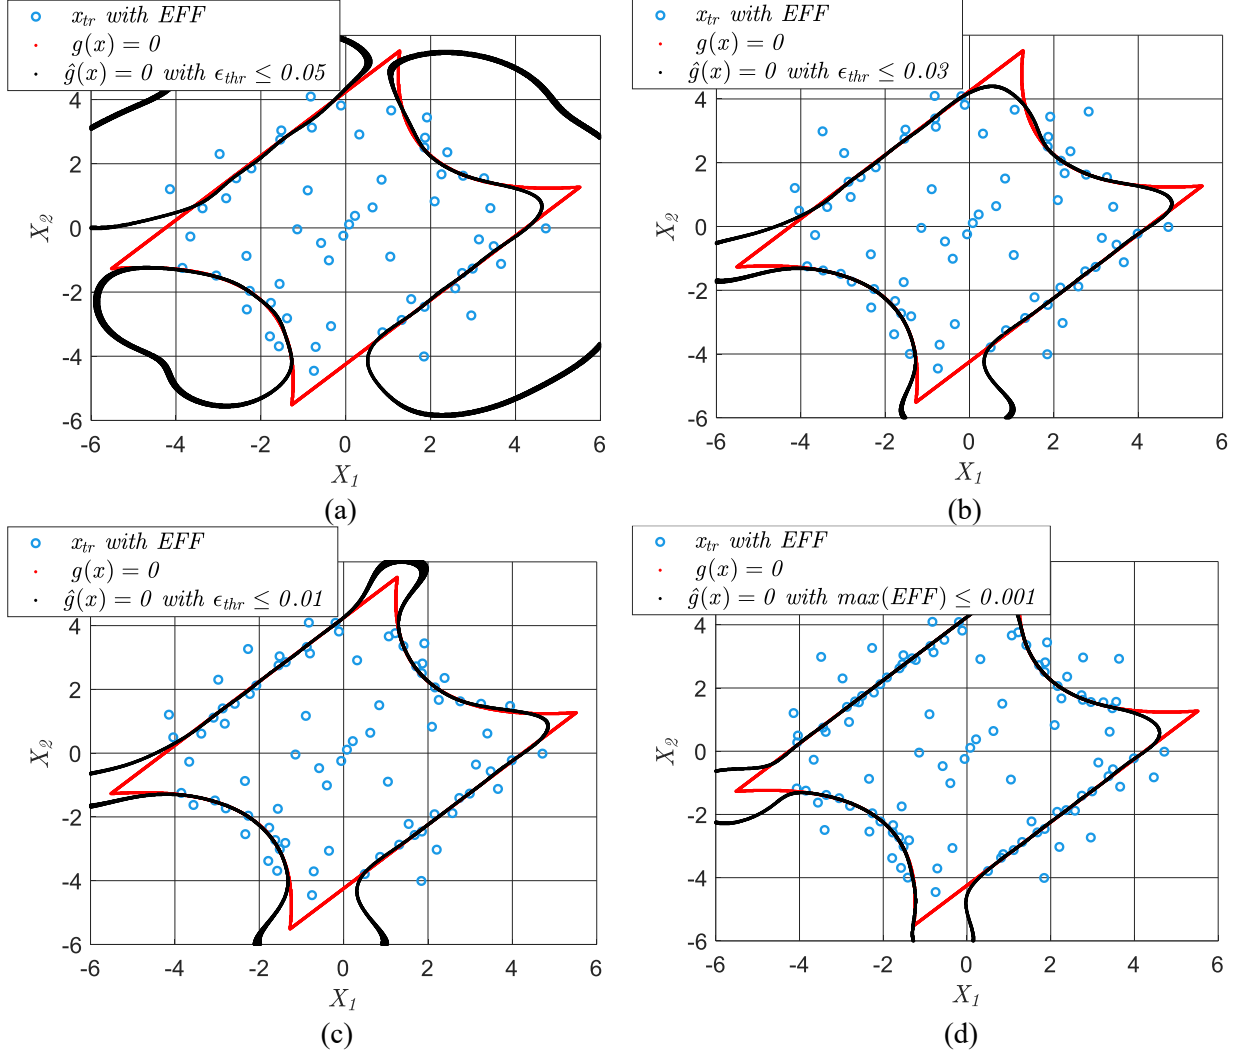 x_tr with EFF
g(x) = 0
ĝ(x) = 0 with ϵ_thr ≤ 0.05
4
2
0
-2
-4
-6
-6 -4 -2 0 2 4 6
X_2
X_1
(a)
x_tr with EFF
g(x) = 0
ĝ(x) = 0 with ϵ_thr ≤ 0.03
4
2
0
-2
-4
-6
-6 -4 -2 0 2 4 6
X_2
X_1
(b)
x_tr with EFF
g(x) = 0
ĝ(x) = 0 with ϵ_thr ≤ 0.01
4
2
0
-2
-4
-6
-6 -4 -2 0 2 4 6
X_2
X_1
(c)
x_tr with EFF
g(x) = 0
ĝ(x) = 0 with max(EFF) ≤ 0.001
4
2
0
-2
-4
-6
-6 -4 -2 0 2 4 6
X_2
X_1
(d)